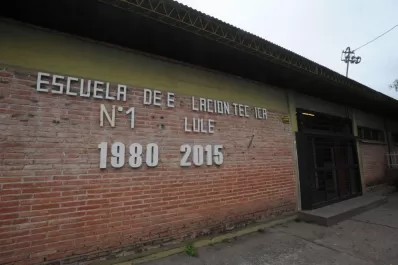 ESCUELA DE E LACION TEC ICA
N°1 LULE
1980 2015